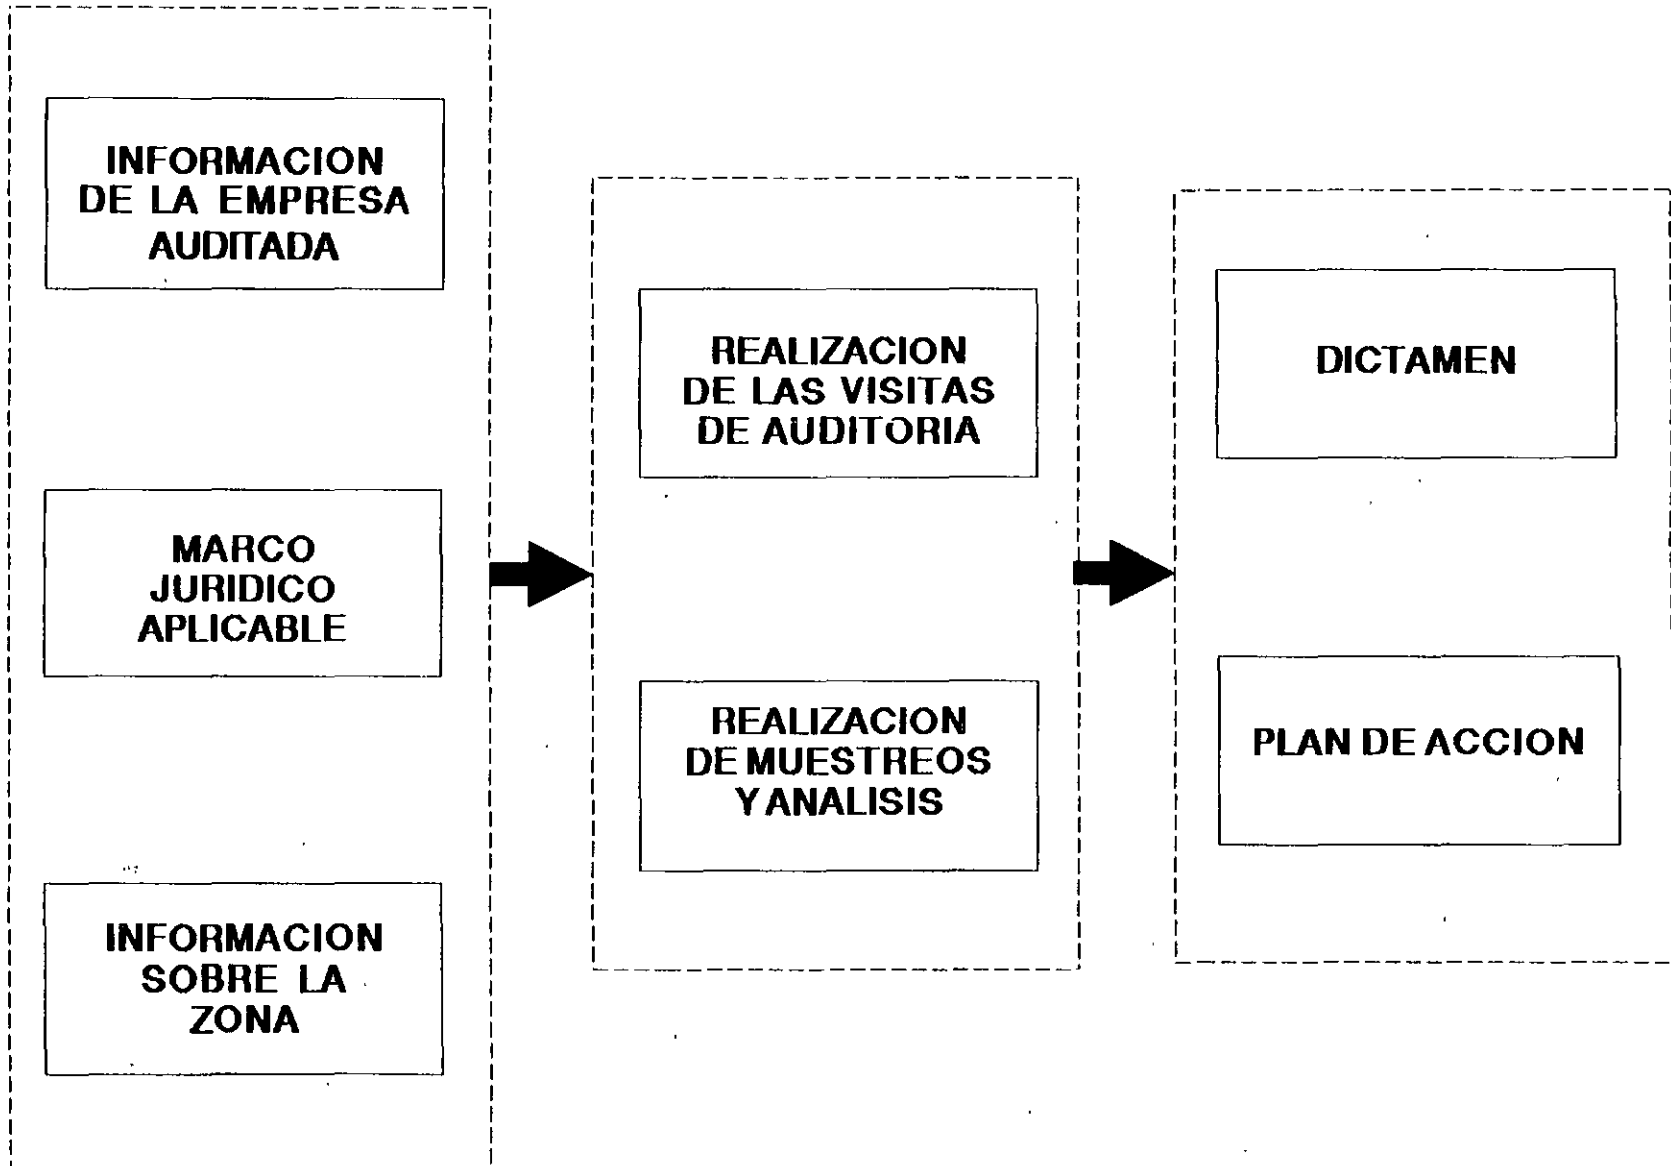 INFORMACION
DE LA EMPRESA
AUDITADA
MARCO
JURIDICO
APLICABLE
INFORMACION
SOBRE LA
ZONA
REALIZACION
DE LAS VISITAS
DE AUDITORIA
REALIZACION
DE MUESTREOS
Y ANALISIS
DICTAMEN
PLAN DE ACCION